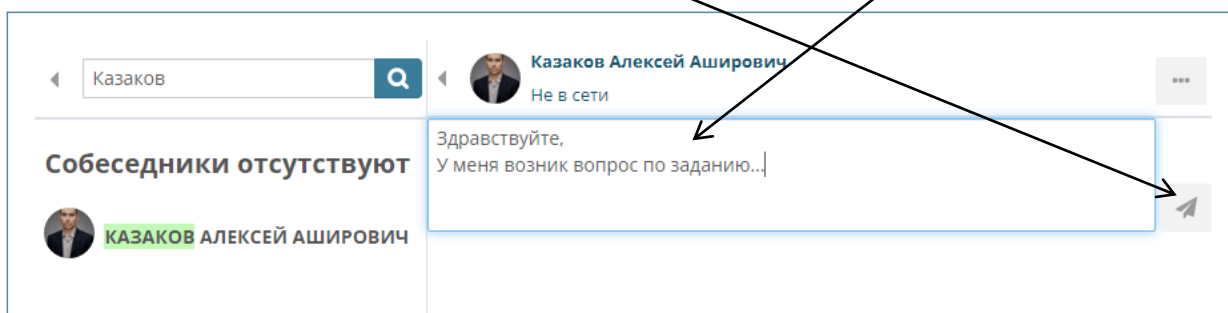 Казаков
Казаков Алексей Аширович
Не в сети
Здравствуйте,
У меня возник вопрос по заданию...
Собеседники отсутствуют
КАЗАКОВ АЛЕКСЕЙ АШИРОВИЧ